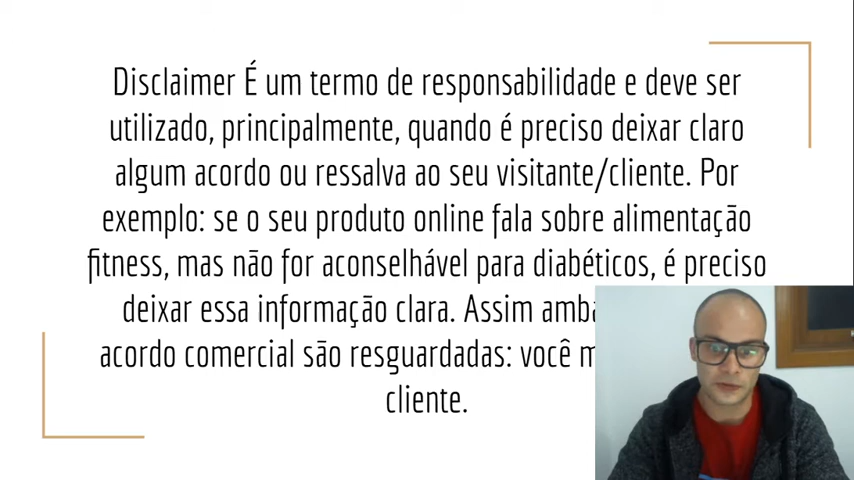 Disclaimer É um termo de responsabilidade e deve ser
utilizado, principalmente, quando é preciso deixar claro
algum acordo ou ressalva ao seu visitante/cliente. Por
exemplo: se o seu produto online fala sobre alimentação
fitness, mas não for aconselhável para diabéticos, é preciso
deixar essa informação clara. Assim
acordo comercial são resguardadas: você
cliente.